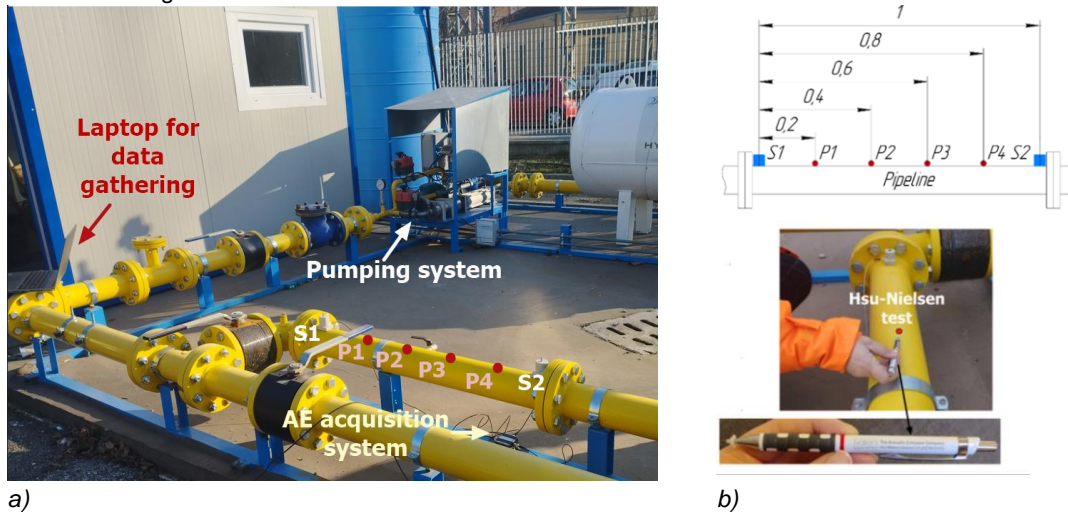 Laptop for
data
gathering
Pumping system
S1
P1
P2
P3
P4
S2
AE acquisition
system
a)
1
0,8
0,6
0,4
0,2
S1
P1
P2
P3
P4
S2
Pipeline
Hsu-Nielsen
test
b)